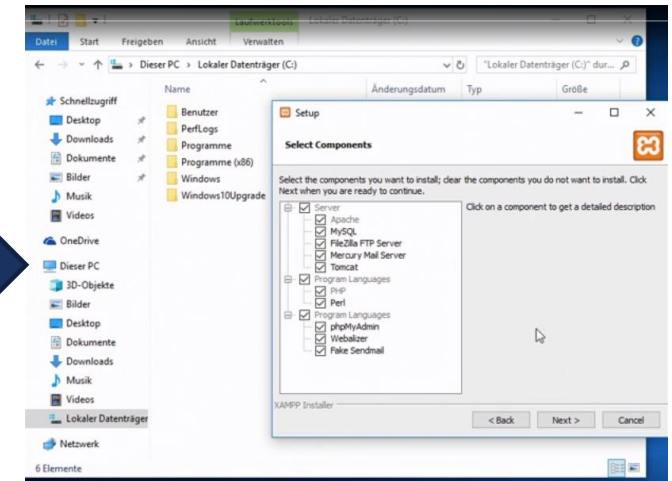 Laufwerktools
Lokaler Datenträger (C:)
Datei
Start
Freigeben
Ansicht
Verwalten
Dieser PC > Lokaler Datenträger (C:)
"Lokaler Datenträger (C:)" dur...
Name
Änderungsdatum
Typ
Größe
Schnellzugriff
Desktop
Downloads
Dokumente
Bilder
Musik
Videos
OneDrive
Dieser PC
3D-Objekte
Bilder
Desktop
Dokumente
Downloads
Musik
Videos
Lokaler Datenträger
Netzwerk
6 Elemente
Benutzer
PerfLogs
Programme
Programme (x86)
Windows
Windows10Upgrade
Setup
Select Components
Select the components you want to install; clear the components you do not want to install. Click
Next when you are ready to continue.
Server
Apache
MySQL
FileZilla FTP Server
Mercury Mail Server
Tomcat
Program Languages
PHP
Perl
Program Languages
phpMyAdmin
Webalizer
Fake Sendmail
Click on a component to get a detailed description
XAMPP Installer
< Back
Next >
Cancel